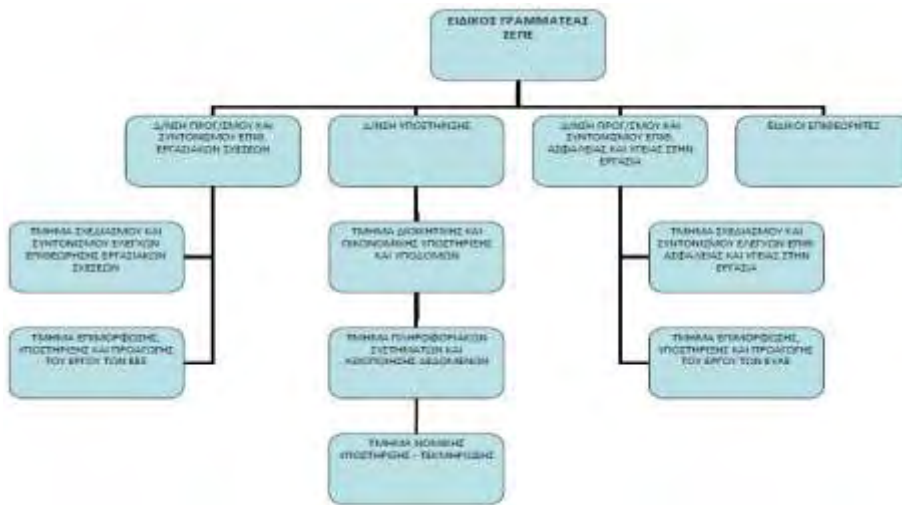 ΕΙΔΙΚΟΣ ΓΡΑΜΜΑΤΕΑΣ
ΣΕΠΕ
Δ/ΝΣΗ ΠΡΟΓ/ΣΜΟΥ ΚΑΙ
ΣΥΝΤΟΝΙΣΜΟΥ ΕΠΙΘ.
ΕΡΓΑΣΙΑΚΩΝ ΣΧΕΣΕΩΝ
Δ/ΝΣΗ ΥΠΟΣΤΗΡΙΞΗΣ
Δ/ΝΣΗ ΠΡΟΓ/ΣΜΟΥ ΚΑΙ
ΣΥΝΤΟΝΙΣΜΟΥ ΕΠΙΘ.
ΑΣΦΑΛΕΙΑΣ ΚΑΙ ΥΓΕΙΑΣ ΣΤΗΝ
ΕΡΓΑΣΙΑ
ΕΙΔΙΚΟΙ ΕΠΙΘΕΩΡΗΤΕΣ
ΤΜΗΜΑ ΣΧΕΔΙΑΣΜΟΥ ΚΑΙ
ΣΥΝΤΟΝΙΣΜΟΥ ΕΛΕΓΧΩΝ
ΕΠΙΘΕΩΡΗΣΗΣ ΕΡΓΑΣΙΑΚΩΝ
ΣΧΕΣΕΩΝ
ΤΜΗΜΑ ΔΙΟΙΚΗΤΙΚΗΣ ΚΑΙ
ΟΙΚΟΝΟΜΙΚΗΣ ΥΠΟΣΤΗΡΙΞΗΣ
ΚΑΙ ΥΠΟΔΟΜΩΝ
ΤΜΗΜΑ ΣΧΕΔΙΑΣΜΟΥ ΚΑΙ
ΣΥΝΤΟΝΙΣΜΟΥ ΕΛΕΓΧΩΝ ΕΠΙΘ.
ΑΣΦΑΛΕΙΑΣ ΚΑΙ ΥΓΕΙΑΣ ΣΤΗΝ
ΕΡΓΑΣΙΑ
ΤΜΗΜΑ ΕΠΙΜΟΡΦΩΣΗΣ,
ΥΠΟΣΤΗΡΙΞΗΣ ΚΑΙ ΠΡΟΑΓΩΓΗΣ
ΤΟΥ ΕΡΓΟΥ ΤΩΝ ΕΕΣ
ΤΜΗΜΑ ΠΛΗΡΟΦΟΡΙΑΚΩΝ
ΣΥΣΤΗΜΑΤΩΝ ΚΑΙ
ΑΞΙΟΠΟΙΗΣΗΣ ΔΕΔΟΜΕΝΩΝ
ΤΜΗΜΑ ΕΠΙΜΟΡΦΩΣΗΣ,
ΥΠΟΣΤΗΡΙΞΗΣ ΚΑΙ ΠΡΟΑΓΩΓΗΣ
ΤΟΥ ΕΡΓΟΥ ΤΩΝ ΕΥΑΕ
ΤΜΗΜΑ ΝΟΜΙΚΗΣ
ΥΠΟΣΤΗΡΙΞΗΣ - ΤΕΚΜΗΡΙΩΣΗΣ